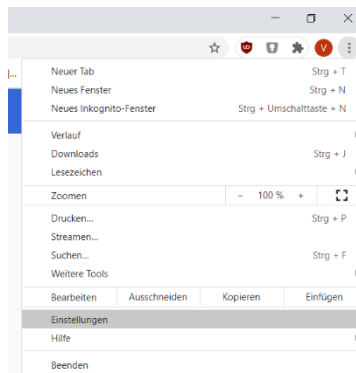 Neuer Tab Strg + T
Neues Fenster Strg + N
Neues Inkognito-Fenster Strg + Umschalttaste + N
Verlauf
Downloads Strg + J
Lesezeichen
Zoomen - 100 % +
Drucken... Strg + P
Streamen...
Suchen... Strg + F
Weitere Tools
Bearbeiten Ausschneiden Kopieren Einfügen
Einstellungen
Hilfe
Beenden